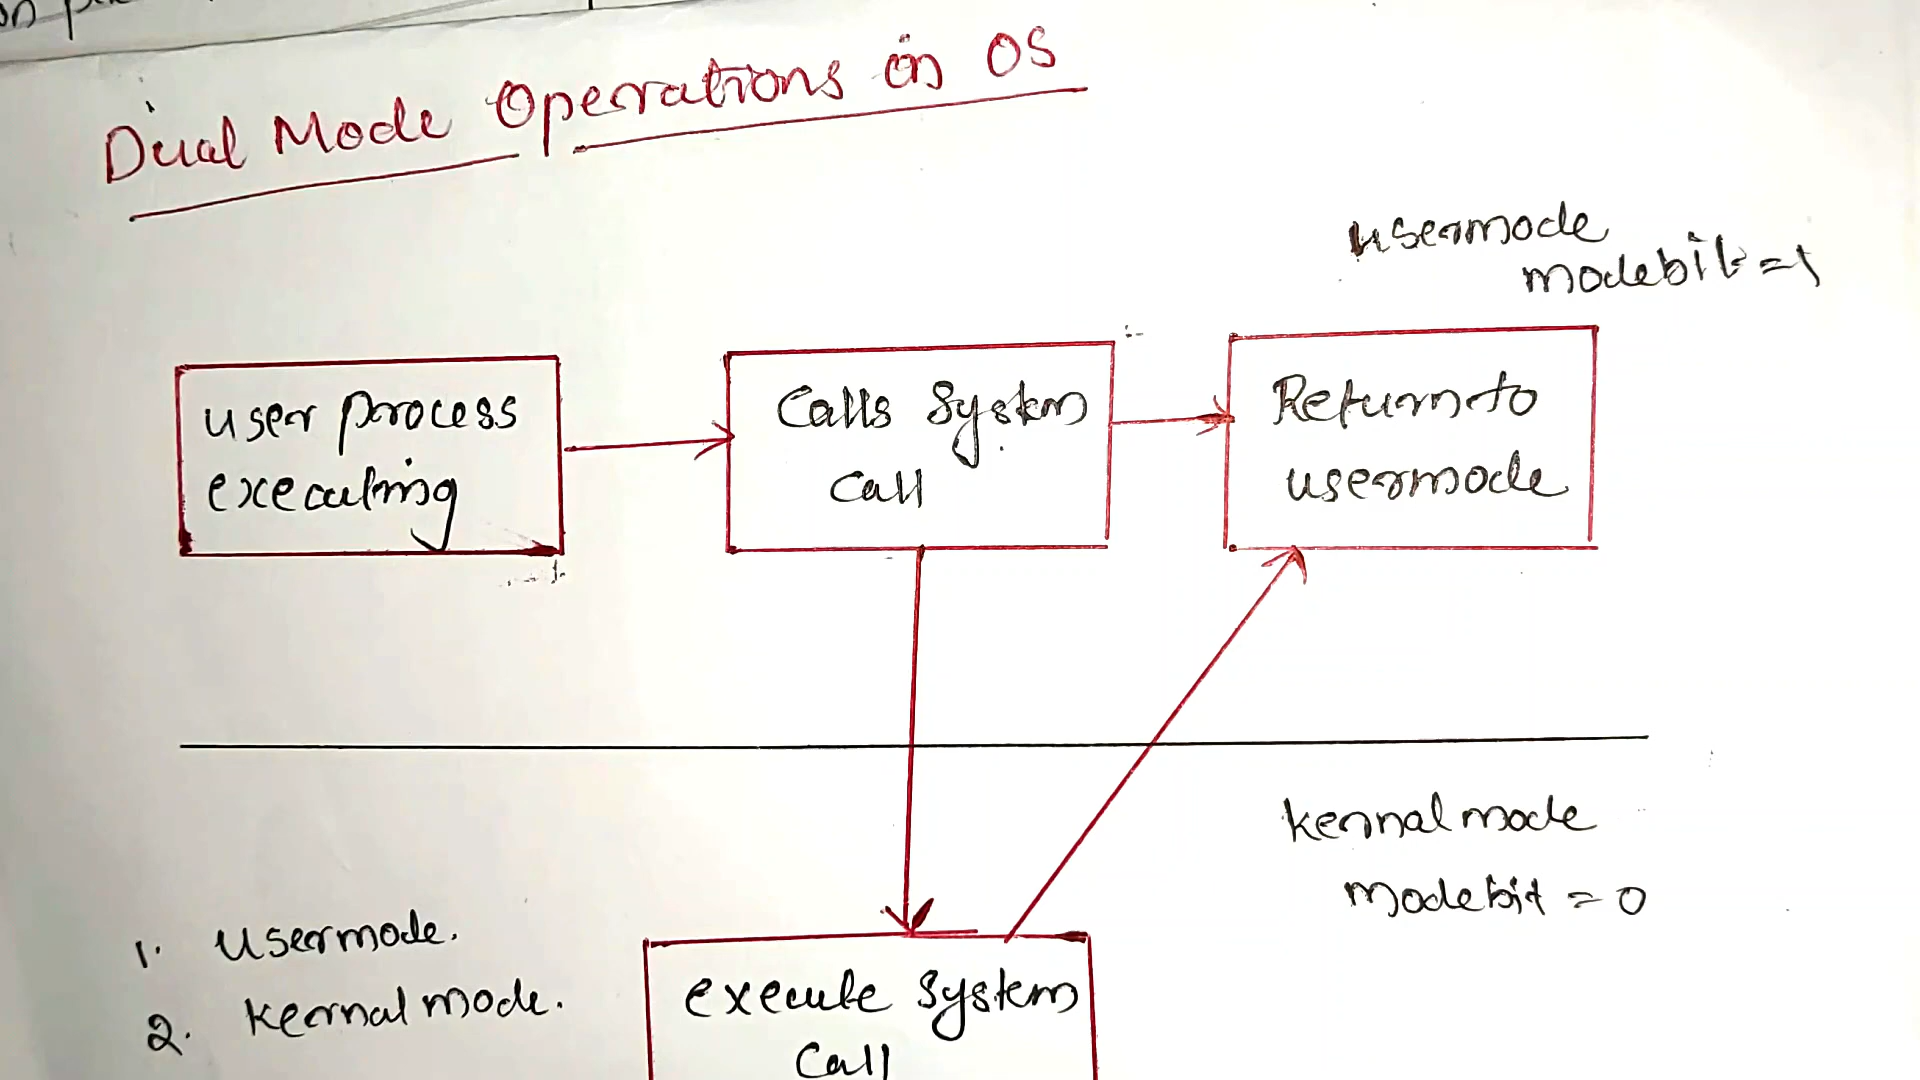 Dual Mode Operations in OS
usermode
modebit=1
user process
executing
Calls System
Call
Return to
usermode
kernal mode
modebit = 0
1. Usermode.
2. Kernal mode.
execute System
Call